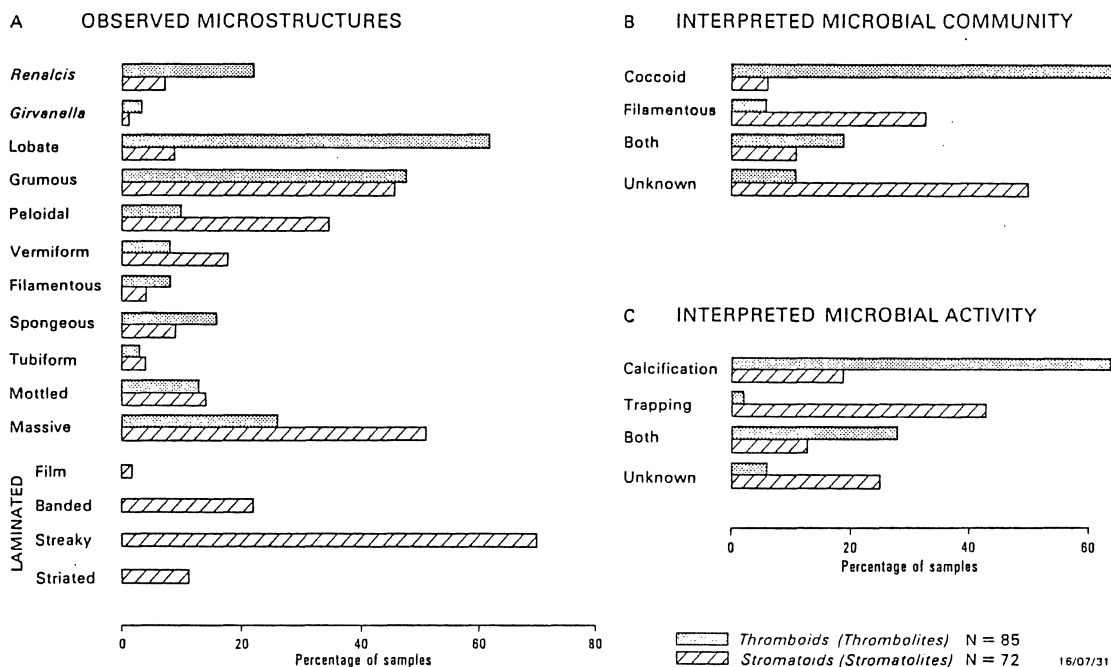 A OBSERVED MICROSTRUCTURES
Renalcis
Girvanella
Lobate
Grumous
Peloidal
Vermiform
Filamentous
Spongeous
Tubiform
Mottled
Massive
LAMINATED
Film
Banded
Streaky
Striated
0 20 40 60 80
Percentage of samples
B INTERPRETED MICROBIAL COMMUNITY
Coccoid
Filamentous
Both
Unknown
C INTERPRETED MICROBIAL ACTIVITY
Calcification
Trapping
Both
Unknown
0 20 40 60
Percentage of samples
Thromboids (Thrombolites) N = 85
Stromatoids (Stromatolites) N = 72
16/07/31